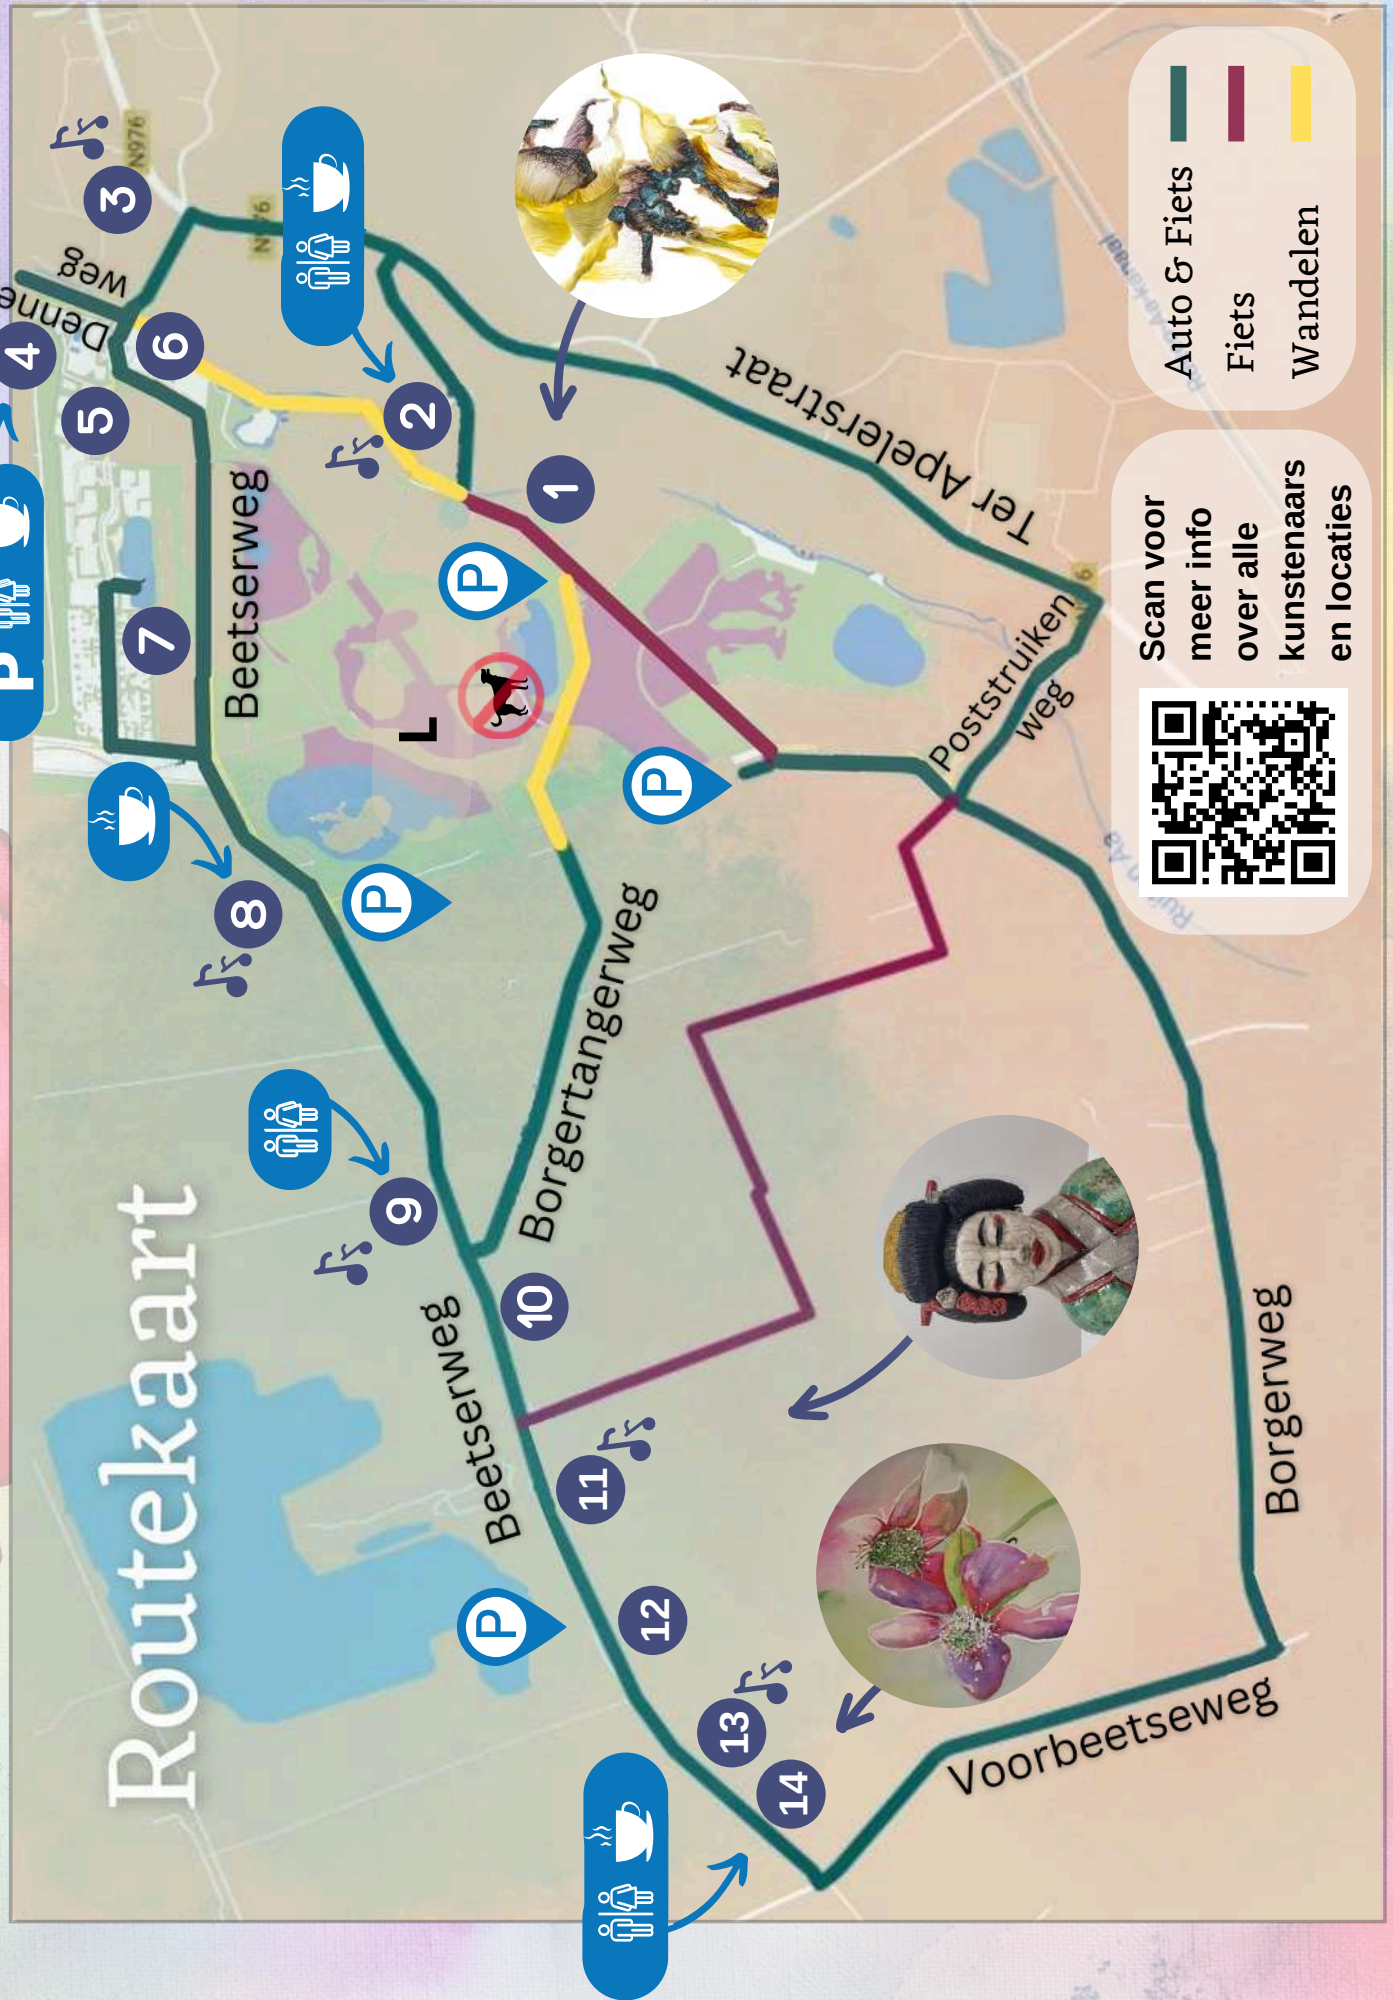 Routekaart
Denne
weg
N976
N976
Beetserweg
Beetserweg
Borgertangerweg
Ter Apelerstraat
Poststruiken
weg
Borgerweg
Voorbeetseweg
1
2
3
4
5
6
7
8
9
10
11
12
13
14
P
P
P
P
P
L
Auto & Fiets
Fiets
Wandelen
Scan voor
meer info
over alle
kunstenaars
en locaties